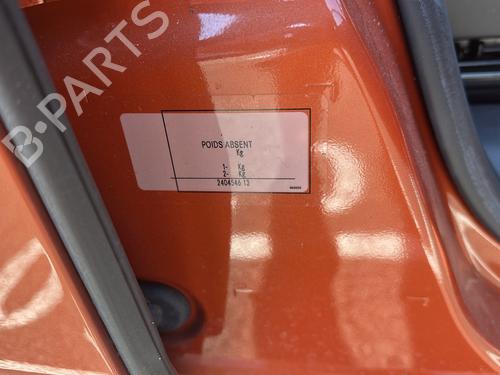 B-PARTS
POIDS ABSENT
Kg
1- Kg
2- Kg
2404546 13